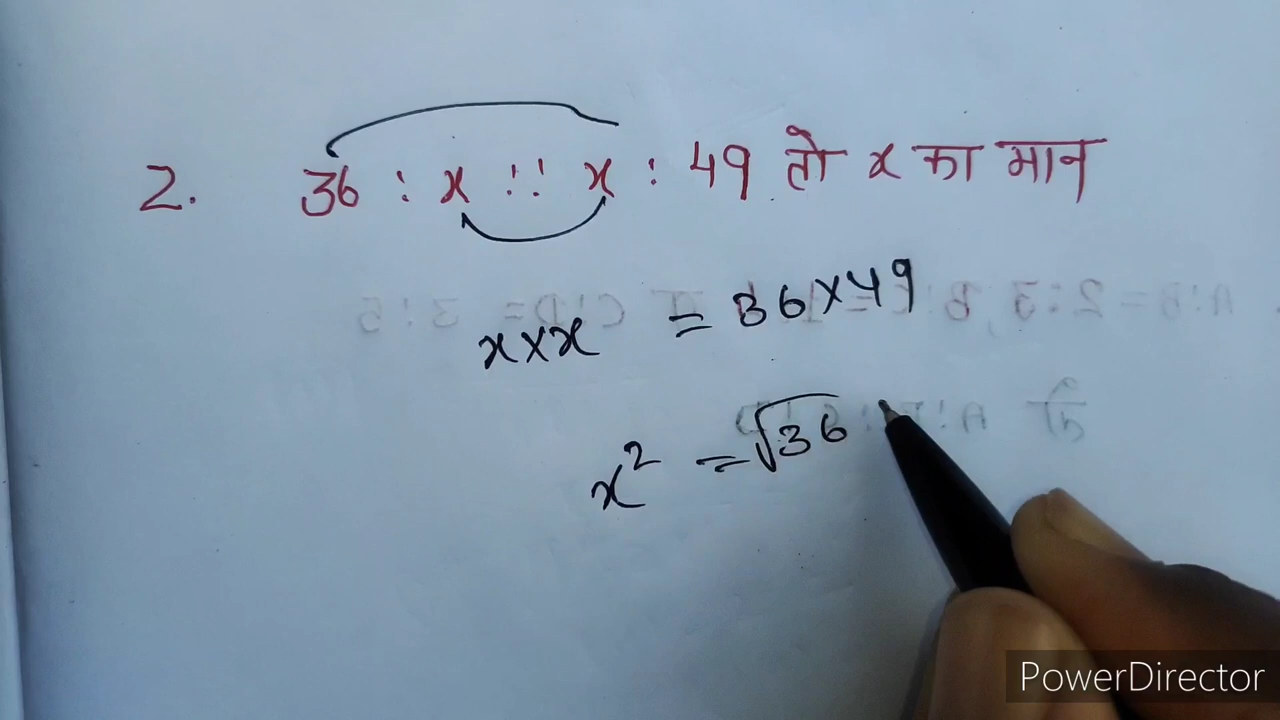 2. 36 : x :: x : 49 तो x का मान
x×x = 36×49
x² = √36
PowerDirector